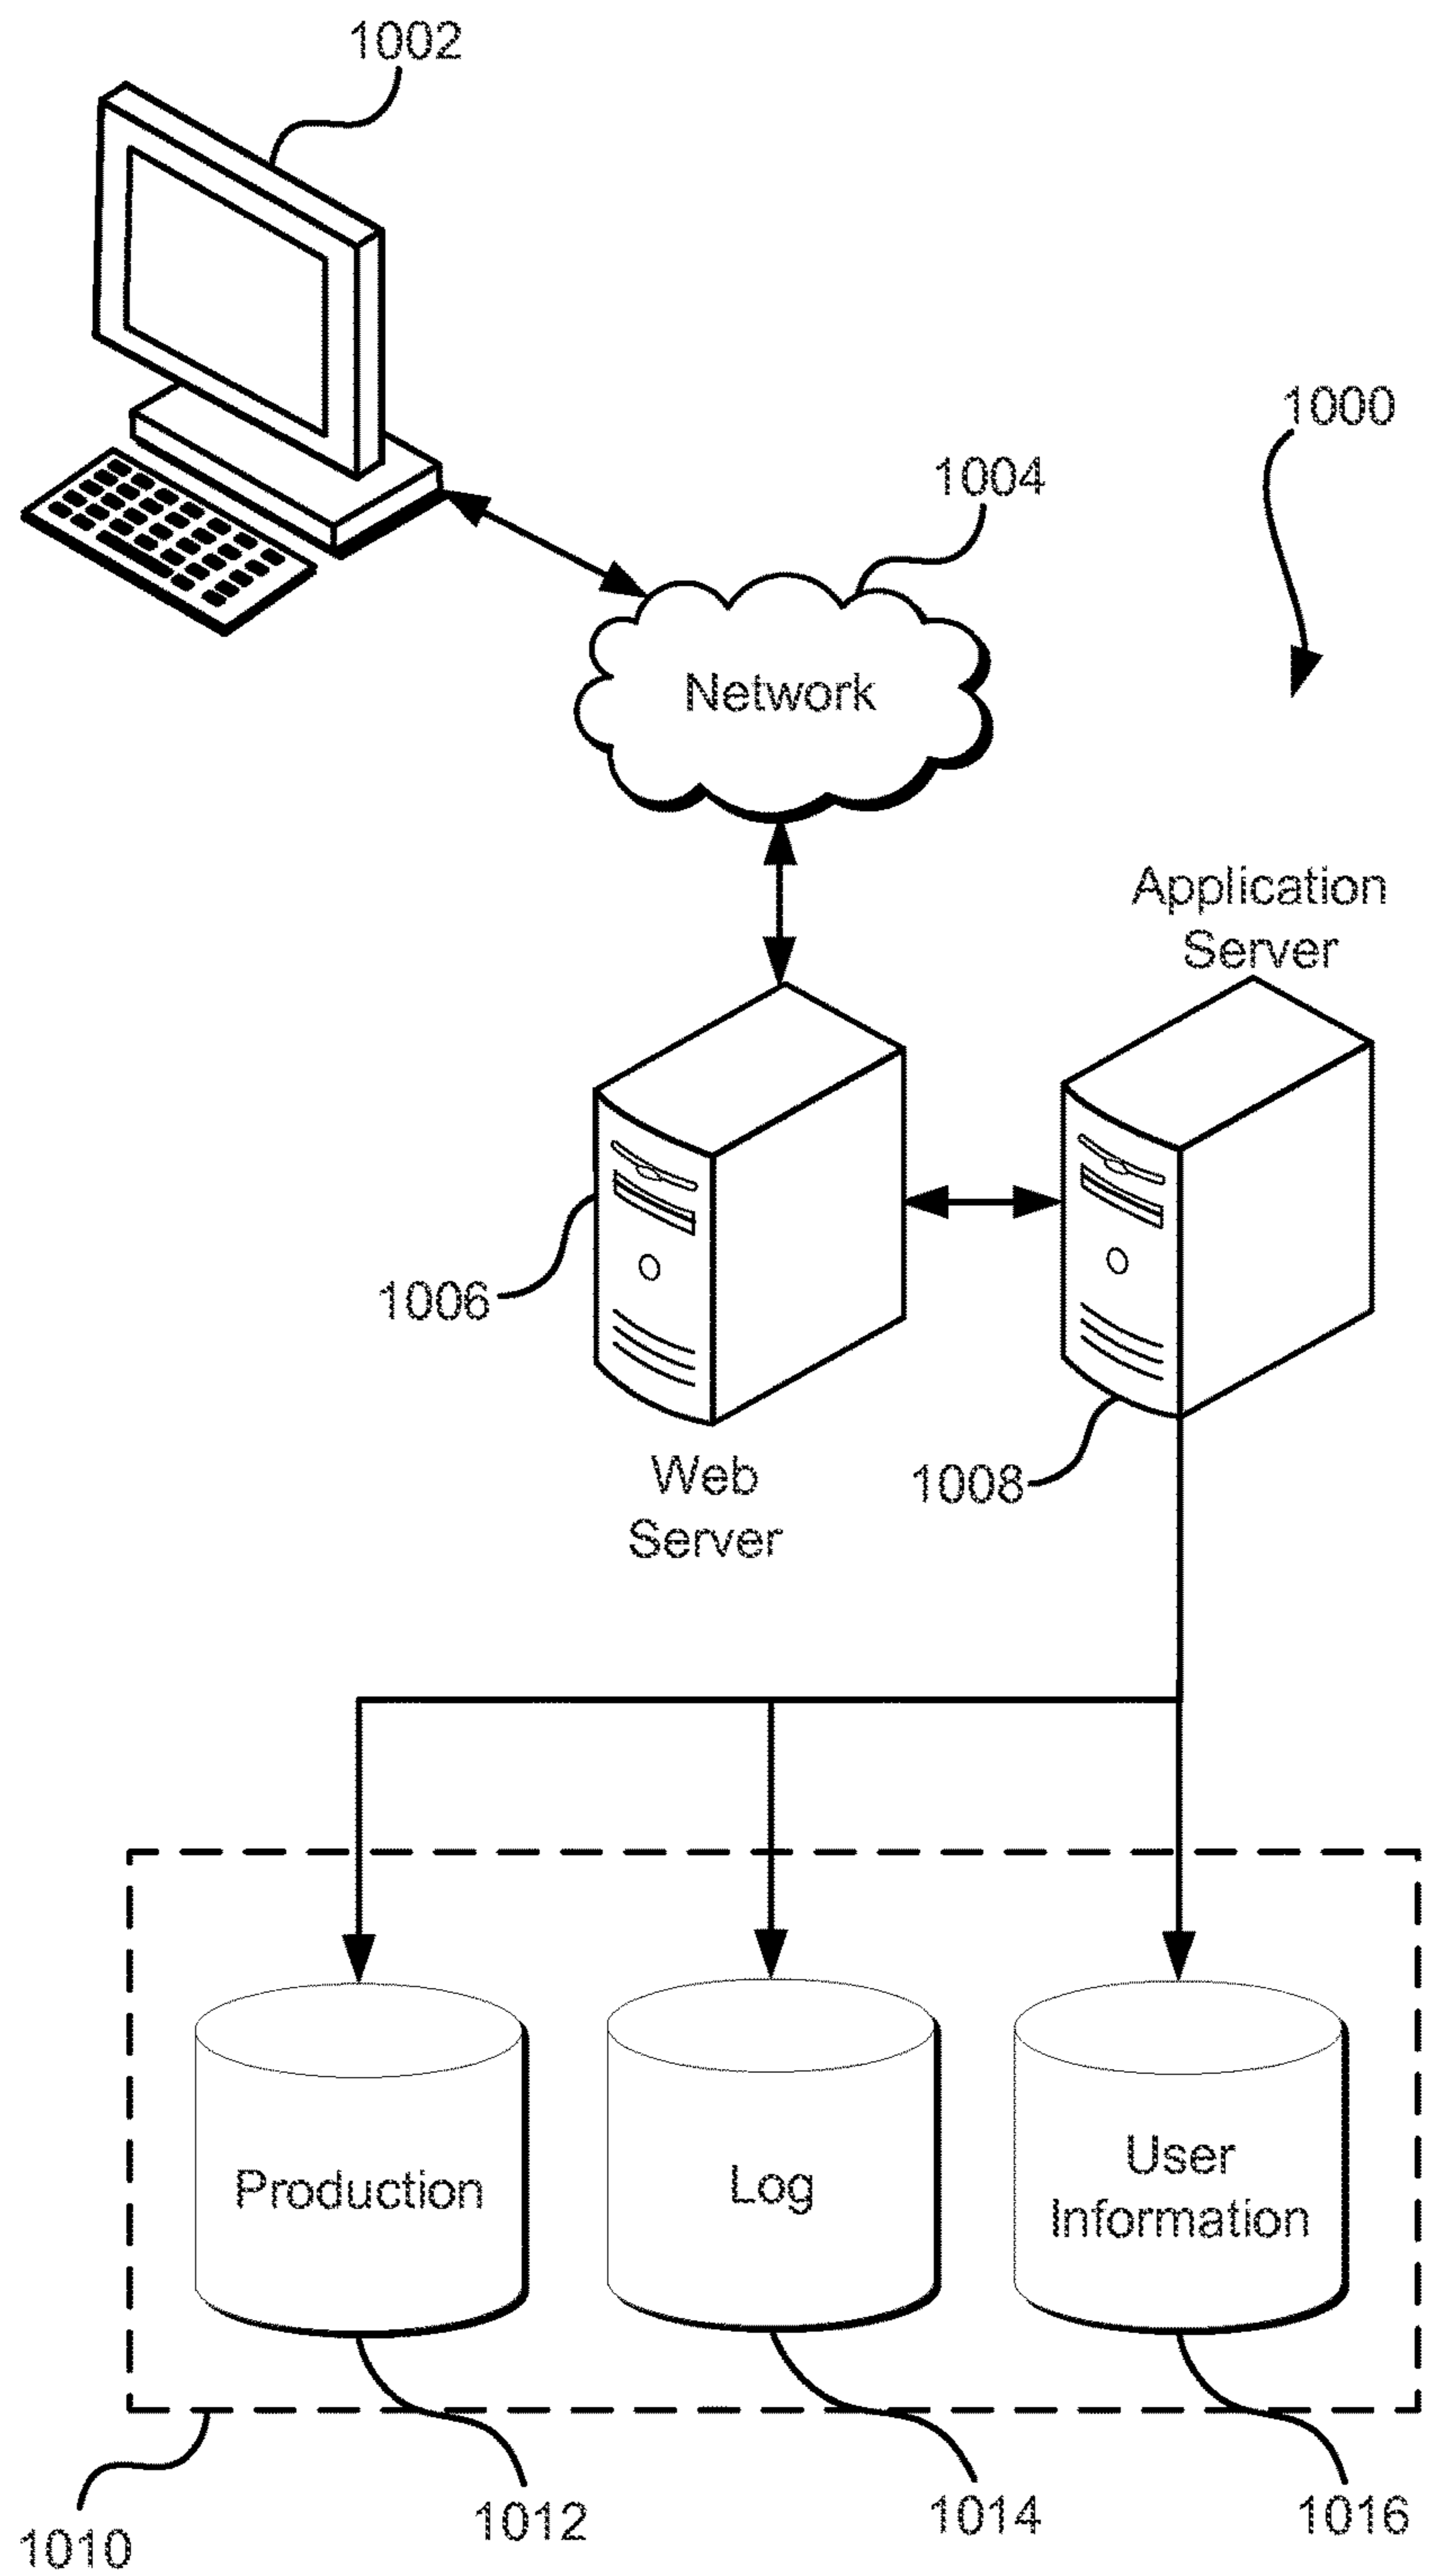 1002
1000
1004
Network
Application
Server
1006
1008
Web
Server
Production
Log
User
Information
1010
1012
1014
1016